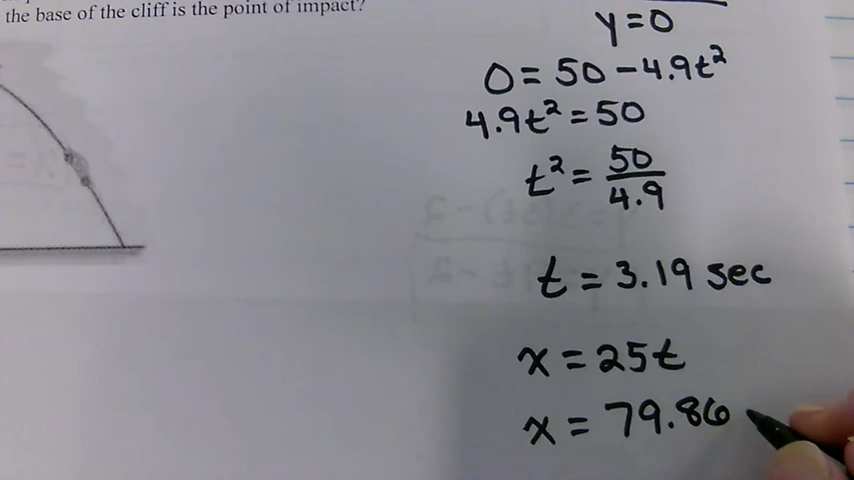 the base of the cliff is the point of impact?
y = 0
0 = 50 - 4.9t²
4.9t² = 50
t² = 50/4.9
t = 3.19 sec
x = 25t
x = 79.86